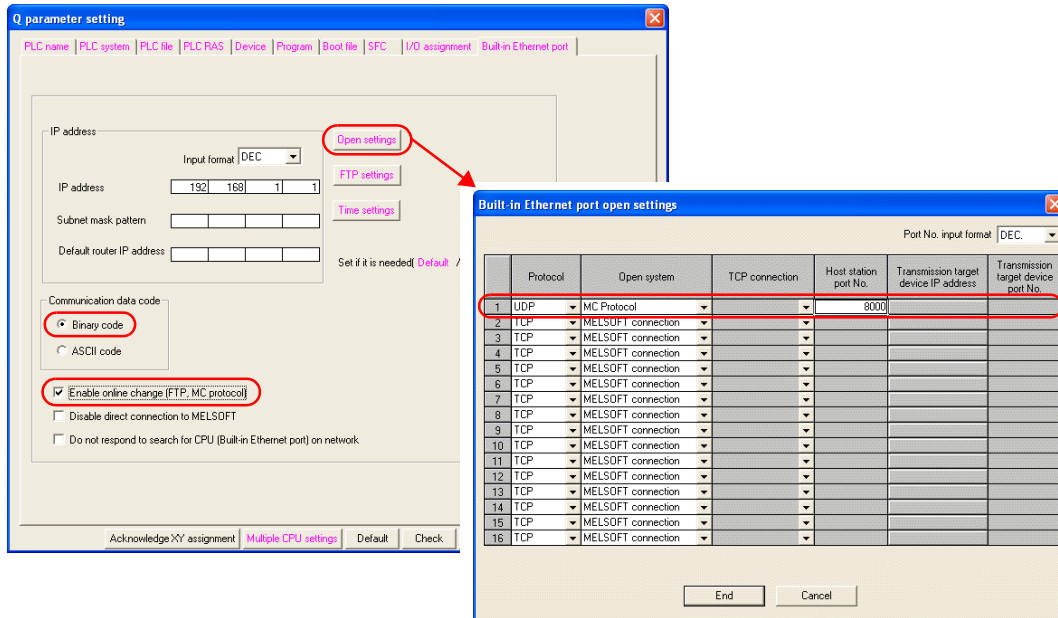 Q parameter setting
PLC name PLC system PLC file PLC RAS Device Program Boot file SFC I/O assignment Built-in Ethernet port
IP address
Input format DEC
IP address 192 168 1 1
Subnet mask pattern
Default router IP address
Open settings
FTP settings
Time settings
Set if it is needed( Default /
Communication data code
Binary code
ASCII code
Enable online change (FTP, MC protocol)
Disable direct connection to MELSOFT
Do not respond to search for CPU (Built-in Ethernet port) on network
Acknowledge XY assignment Multiple CPU settings Default Check
Built-in Ethernet port open settings
Port No. input format DEC.
Protocol Open system TCP connection Host station port No. Transmission target device IP address Transmission target device port No.
1 UDP MC Protocol 8000
2 TCP MELSOFT connection
3 TCP MELSOFT connection
4 TCP MELSOFT connection
5 TCP MELSOFT connection
6 TCP MELSOFT connection
7 TCP MELSOFT connection
8 TCP MELSOFT connection
9 TCP MELSOFT connection
10 TCP MELSOFT connection
11 TCP MELSOFT connection
12 TCP MELSOFT connection
13 TCP MELSOFT connection
14 TCP MELSOFT connection
15 TCP MELSOFT connection
16 TCP MELSOFT connection
End Cancel